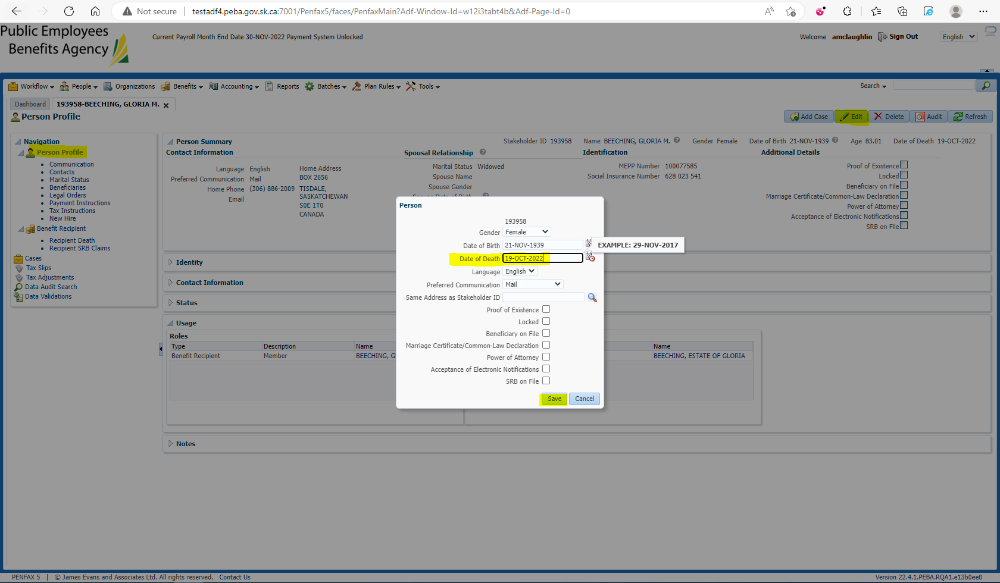 Not secure
testadf4.peba.gov.sk.ca:7001/Penfax5/faces/PenfaxMain?Adf-Window-Id=w12i3tabt4b&Adf-Page-Id=0
Public Employees
Benefits Agency
Current Payroll Month End Date 30-NOV-2022 Payment System Unlocked
Welcome amclaughlin Sign Out English
Workflow People Organizations Benefits Accounting Reports Batches Plan Rules Tools Search
Dashboard 193958-BEECHING, GLORIA M.
Person Profile
Add Case Edit Delete Audit Refresh
Navigation
Person Profile
Communication
Contacts
Marital Status
Beneficiaries
Legal Orders
Payment Instructions
Tax Instructions
New Hire
Benefit Recipient
Recipient Death
Recipient SRB Claims
Cases
Tax Slips
Tax Adjustments
Data Audit Search
Data Validations
Person Summary
Stakeholder ID 193958 Name BEECHING, GLORIA M. Gender Female Date of Birth 21-NOV-1939 Age 83.01 Date of Death 19-OCT-2022
Contact Information
Language English
Preferred Communication Mail
Home Phone (306) 886-2009
Email
Home Address
BOX 2656
TISDALE,
SASKATCHEWAN
S0E 1T0
CANADA
Spousal Relationship
Marital Status Widowed
Spouse Name
Spouse Gender
Spouse Date of Birth
Identification
MEPP Number 100077585
Social Insurance Number 628 023 541
Additional Details
Proof of Existence
Locked
Beneficiary on File
Marriage Certificate/Common-Law Declaration
Power of Attorney
Acceptance of Electronic Notifications
SRB on File
Identity
Contact Information
Status
Usage
Roles
Type Description Name
Benefit Recipient Member BEECHING, G
Name
BEECHING, ESTATE OF GLORIA
Notes
Person
193958
Gender Female
Date of Birth 21-NOV-1939
EXAMPLE: 29-NOV-2017
Date of Death 19-OCT-2022
Language English
Preferred Communication Mail
Same Address as Stakeholder ID
Proof of Existence
Locked
Beneficiary on File
Marriage Certificate/Common-Law Declaration
Power of Attorney
Acceptance of Electronic Notifications
SRB on File
Save Cancel
PENFAX 5 | © James Evans and Associates Ltd. All rights reserved. Contact Us
Version 22.4.1.PEBA.RQA1.e13b0ee0